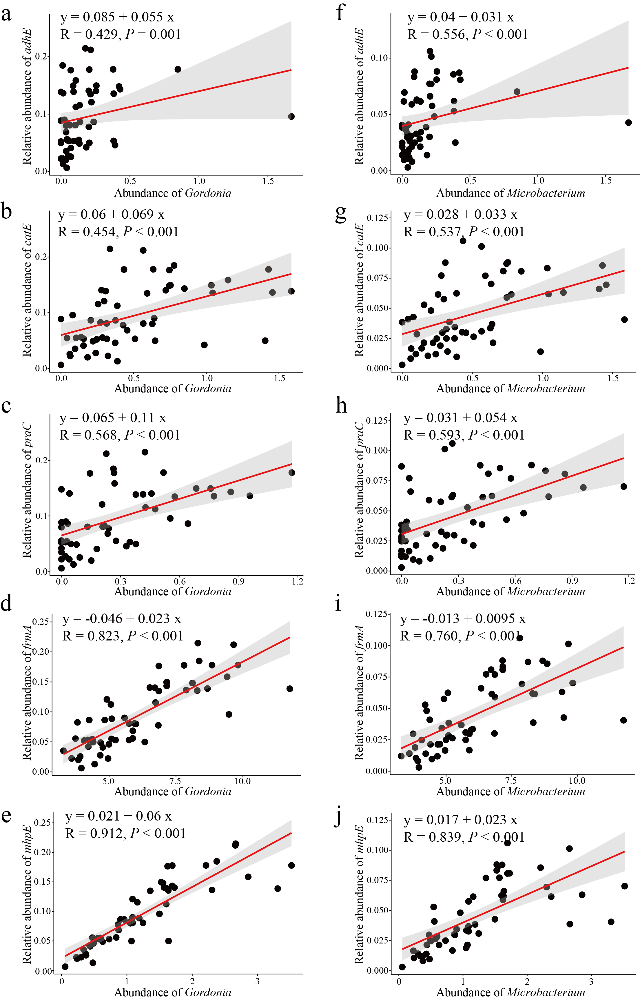 a
y = 0.085 + 0.055 x
R = 0.429, P = 0.001
Relative abundance of adhE
0.2
0.1
0.0
0.0 0.5 1.0 1.5
Abundance of Gordonia
f
y = 0.04 + 0.031 x
R = 0.556, P < 0.001
Relative abundance of adhE
0.10
0.05
0.00
0.0 0.5 1.0 1.5
Abundance of Microbacterium
b
y = 0.06 + 0.069 x
R = 0.454, P < 0.001
Relative abundance of catE
0.2
0.1
0.0
0.0 0.5 1.0 1.5
Abundance of Gordonia
g
y = 0.028 + 0.033 x
R = 0.537, P < 0.001
Relative abundance of catE
0.125
0.100
0.075
0.050
0.025
0.000
0.0 0.5 1.0 1.5
Abundance of Microbacterium
c
y = 0.065 + 0.11 x
R = 0.568, P < 0.001
Relative abundance of praC
0.2
0.1
0.0
0.0 0.3 0.6 0.9 1.2
Abundance of Gordonia
h
y = 0.031 + 0.054 x
R = 0.593, P < 0.001
Relative abundance of praC
0.125
0.100
0.075
0.050
0.025
0.000
0.0 0.3 0.6 0.9 1.2
Abundance of Microbacterium
d
y = -0.046 + 0.023 x
R = 0.823, P < 0.001
Relative abundance of frmA
0.25
0.20
0.15
0.10
0.05
0.00
5.0 7.5 10.0
Abundance of Gordonia
i
y = -0.013 + 0.0095 x
R = 0.760, P < 0.001
Relative abundance of frmA
0.125
0.100
0.075
0.050
0.025
0.000
5.0 7.5 10.0
Abundance of Microbacterium
e
y = 0.021 + 0.06 x
R = 0.912, P < 0.001
Relative abundance of mhpE
0.25
0.20
0.15
0.10
0.05
0.00
0 1 2 3
Abundance of Gordonia
j
y = 0.017 + 0.023 x
R = 0.839, P < 0.001
Relative abundance of mhpE
0.125
0.100
0.075
0.050
0.025
0.000
0 1 2 3
Abundance of Microbacterium